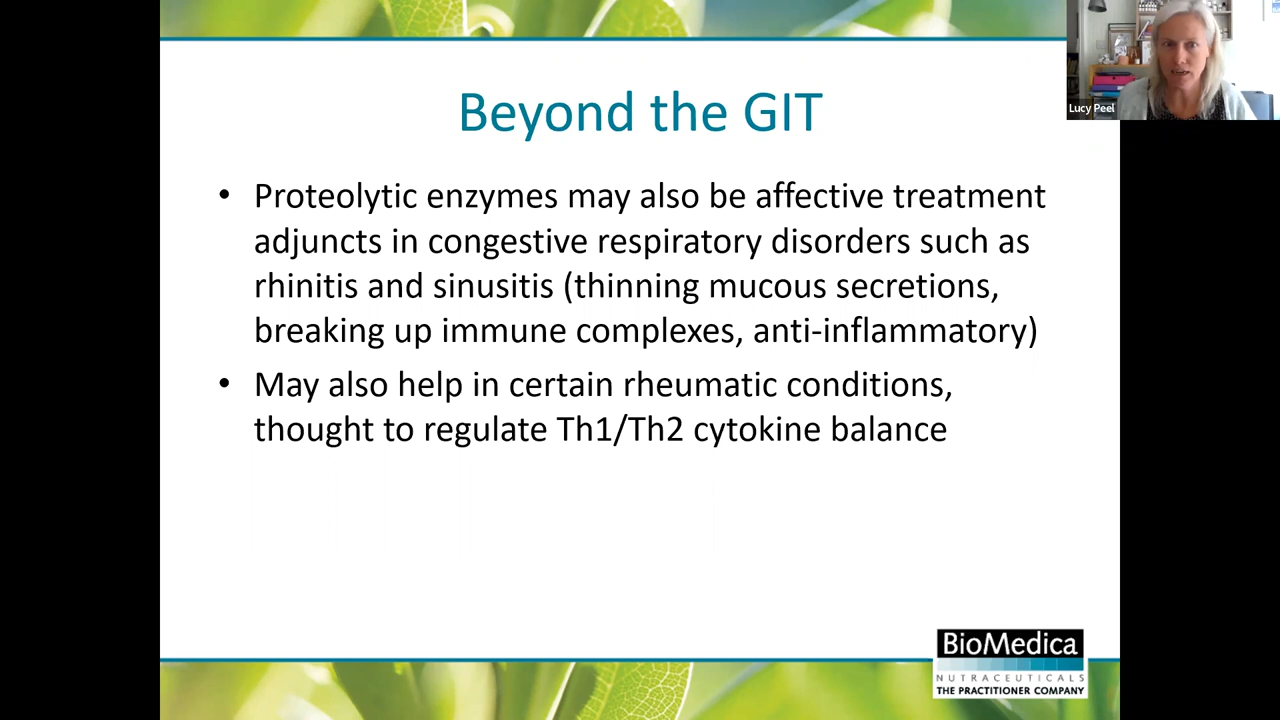 Beyond the GIT
Lucy Peel
• Proteolytic enzymes may also be affective treatment
adjuncts in congestive respiratory disorders such as
rhinitis and sinusitis (thinning mucous secretions,
breaking up immune complexes, anti-inflammatory)
• May also help in certain rheumatic conditions,
thought to regulate Th1/Th2 cytokine balance
BioMedica
NUTRACEUTICALS
THE PRACTITIONER COMPANY